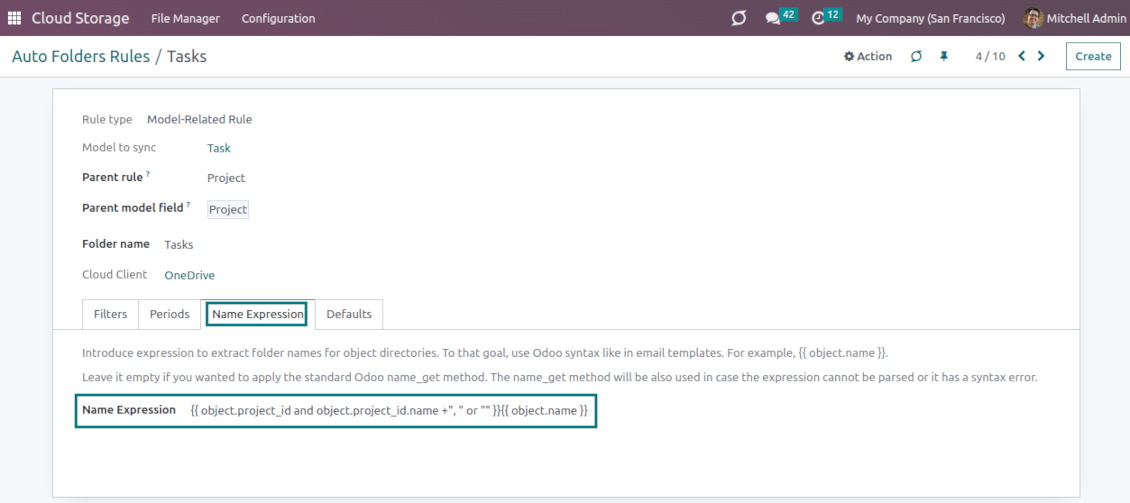 Cloud Storage File Manager Configuration 42 12 My Company (San Francisco) Mitchell Admin
Auto Folders Rules / Tasks Action 4 / 10 Create
Rule type Model-Related Rule
Model to sync Task
Parent rule ? Project
Parent model field ? Project
Folder name Tasks
Cloud Client OneDrive
Filters Periods Name Expression Defaults
Introduce expression to extract folder names for object directories. To that goal, use Odoo syntax like in email templates. For example, {{ object.name }}.
Leave it empty if you wanted to apply the standard Odoo name_get method. The name_get method will be also used in case the expression cannot be parsed or it has a syntax error.
Name Expression {{ object.project_id and object.project_id.name +", " or "" }}{{ object.name }}